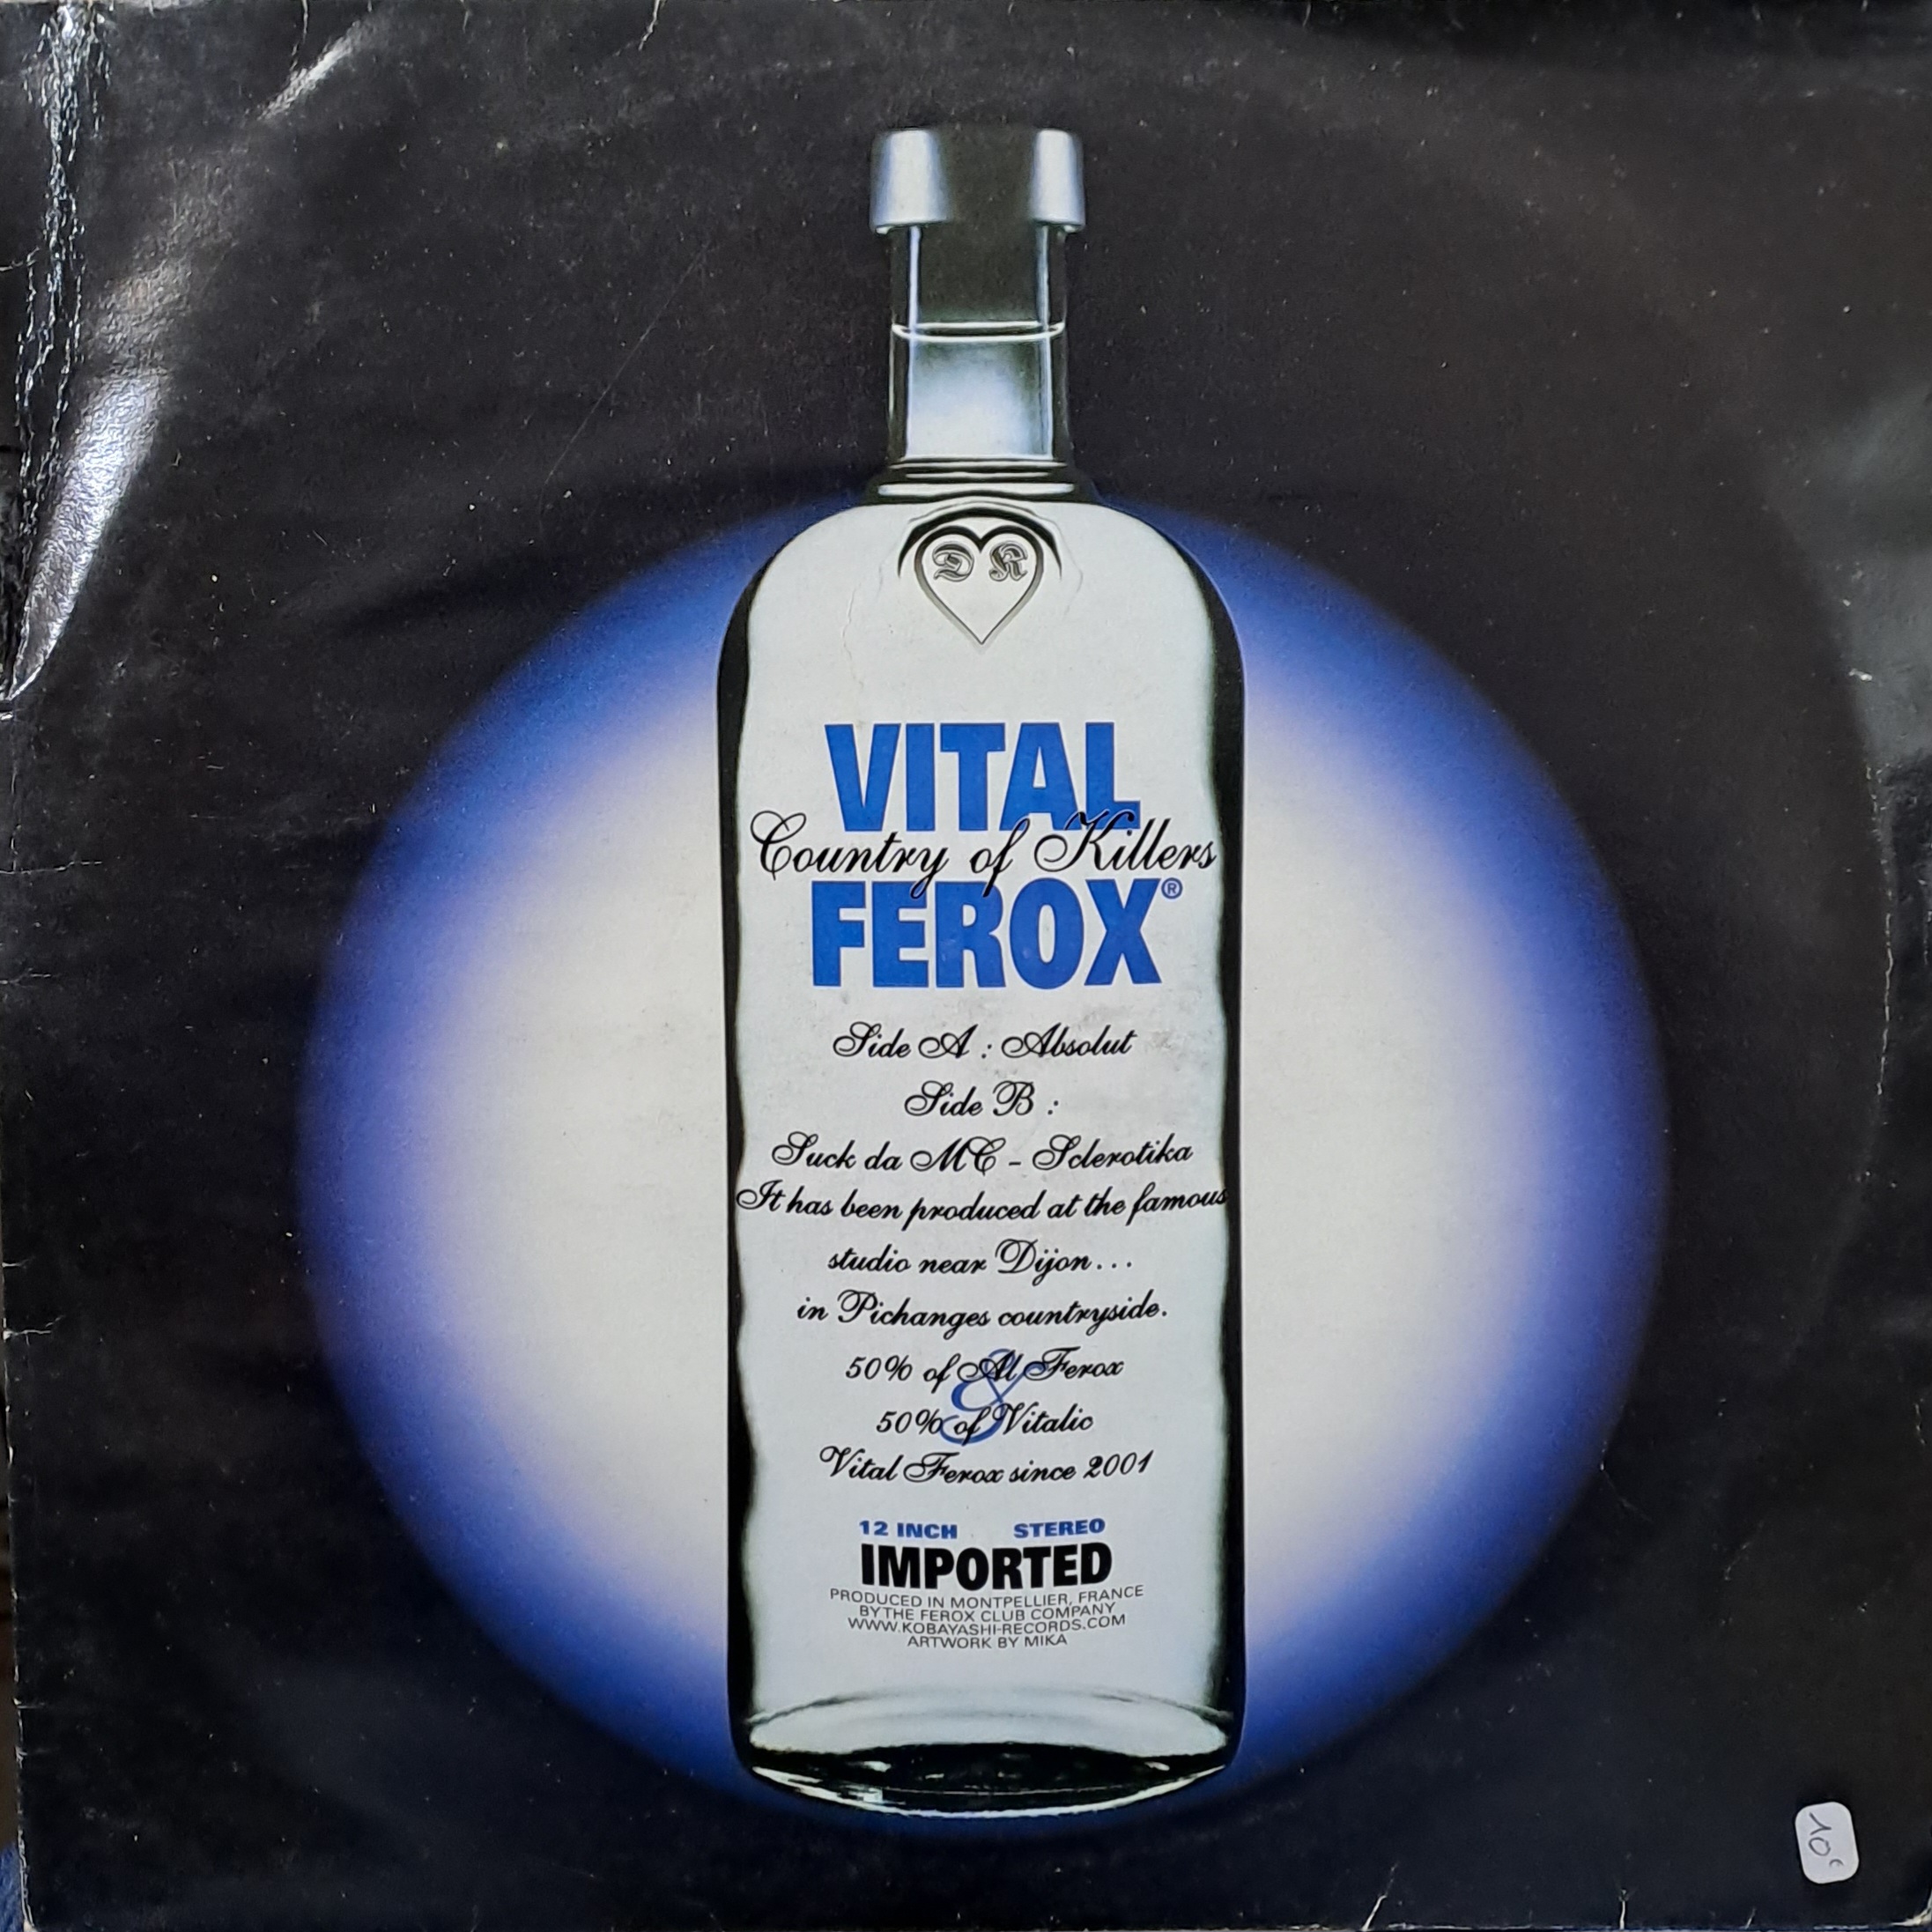 D K
VITAL
Country of Killers
FEROX®
Side A : Absolut
Side B :
Suck da MC - Sclerotika
It has been produced at the famous
studio near Dijon...
in Pichanges countryside.
50% of Al Ferox
&
50% of Vitalic
Vital Ferox since 2001
12 INCH STEREO
IMPORTED
PRODUCED IN MONTPELLIER, FRANCE
BY THE FEROX CLUB COMPANY
WWW.KOBAYASHI-RECORDS.COM
ARTWORK BY MIKA
10€